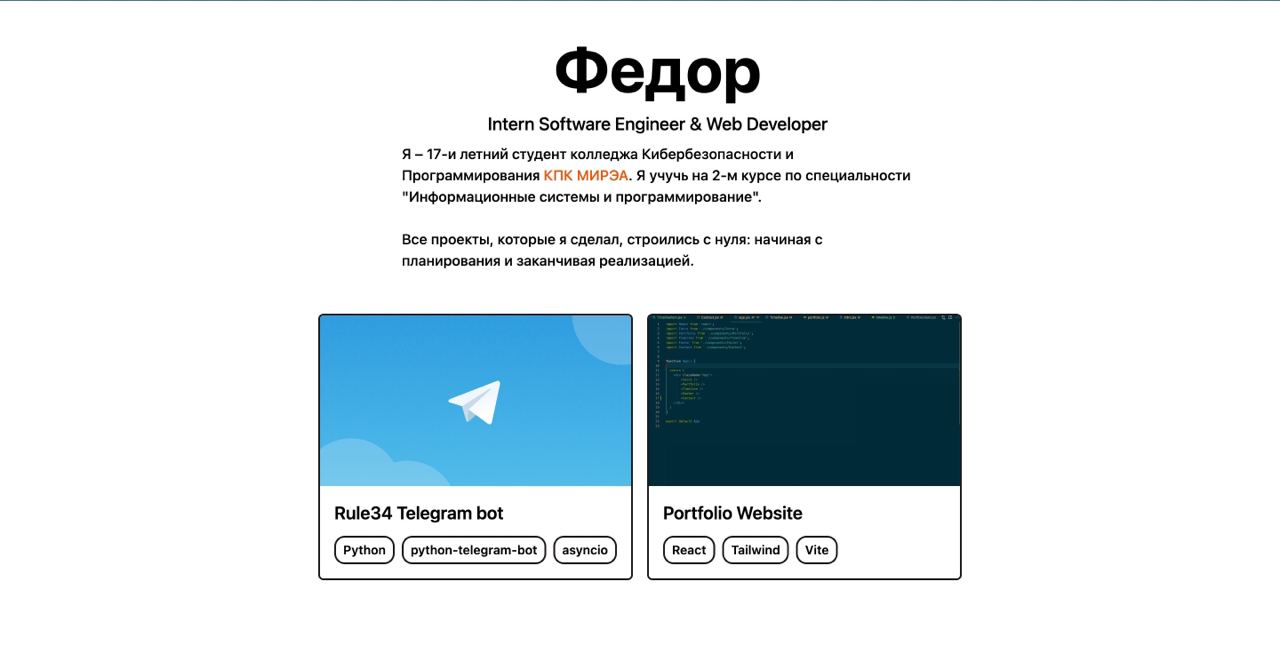 Федор
Intern Software Engineer & Web Developer
Я – 17-и летний студент колледжа Кибербезопасности и
Программирования КПК МИРЭА. Я учучь на 2-м курсе по специальности
"Информационные системы и программирование".
Все проекты, которые я сделал, строились с нуля: начиная с
планирования и заканчивая реализацией.
Rule34 Telegram bot
Python
python-telegram-bot
asyncio
Portfolio Website
React
Tailwind
Vite